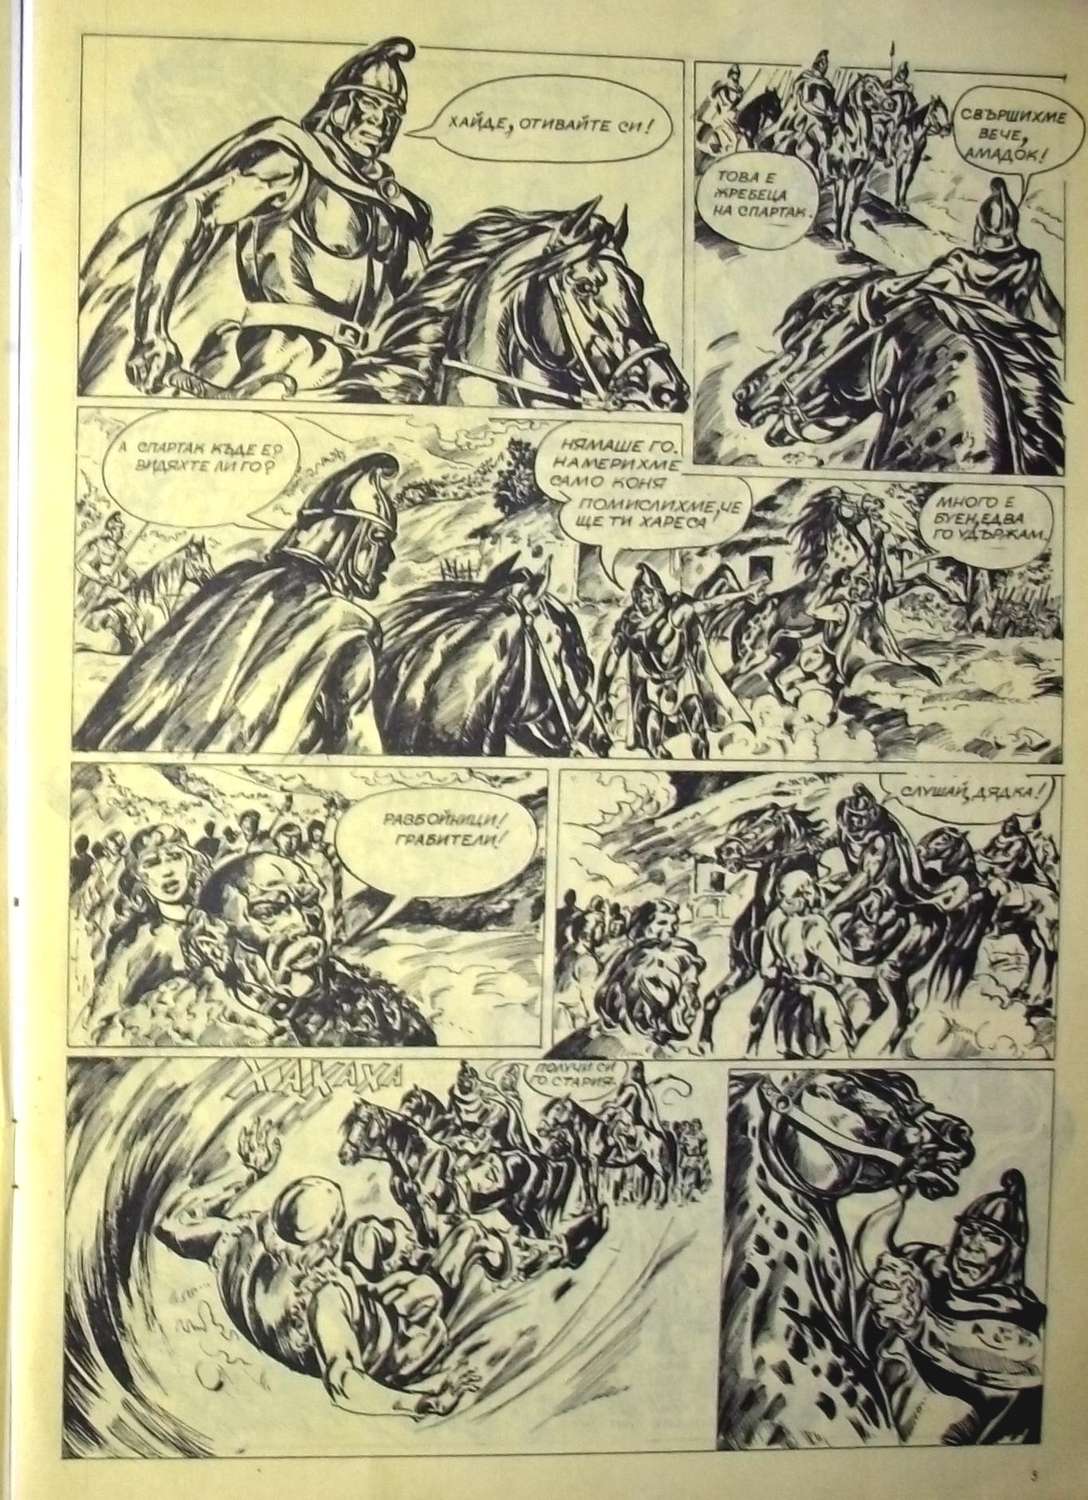 ХАЙДЕ, ОТИВАЙТЕ СИ!
СВЪРШИХМЕ
ВЕЧЕ,
АМАДОК!
ТОВА Е
ЖРЕБЕЦА
НА СПАРТАК.
А СПАРТАК КЪДЕ Е?
ВИДЯХТЕ ЛИ ГО?
НЯМАШЕ ГО.
НАМЕРИХМЕ
САМО КОНЯ
ПОМИСЛИХМЕ, ЧЕ
ЩЕ ТИ ХАРЕСА!
МНОГО Е
БУЕН, ЕДВА
ГО УДЪРЖАМ.
РАЗБОЙНИЦИ!
ГРАБИТЕЛИ!
СЛУШАЙ, ДЯДКА!
ХАХАХА
ПОЛУЧИ СИ
ГО СТАРИЯ.